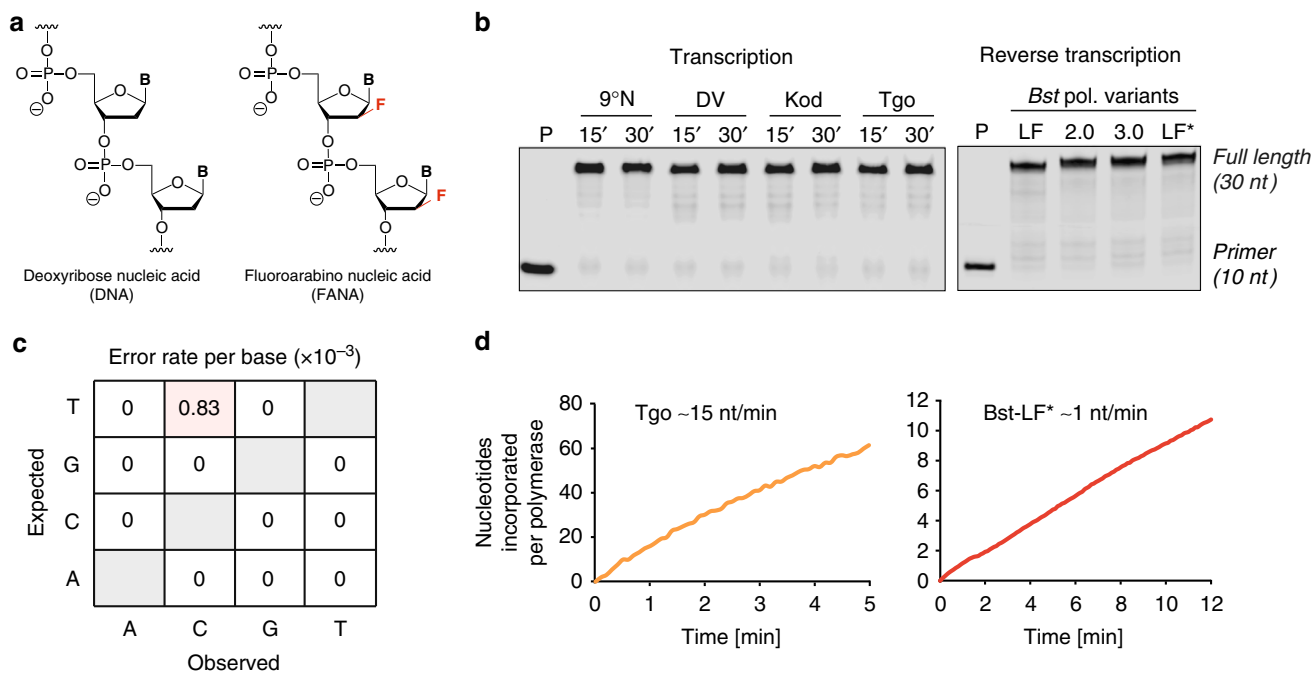 a
O
O=P–O
O
⊖
B
O
O
O=P–O
O
⊖
B
O
O
Deoxyribose nucleic acid
(DNA)
O
O=P–O
O
⊖
B
O
F
O
O=P–O
O
⊖
B
O
F
O
Fluoroarabino nucleic acid
(FANA)
b
Transcription
9°N DV Kod Tgo
P 15′ 30′ 15′ 30′ 15′ 30′ 15′ 30′
Reverse transcription
Bst pol. variants
P LF 2.0 3.0 LF*
Full length
(30 nt)
Primer
(10 nt)
c
Error rate per base (×10⁻³)
Expected
T 0 0.83 0
G 0 0 0
C 0 0 0
A 0 0 0
A C G T
Observed
d
Nucleotides
incorporated
per polymerase
Tgo ~15 nt/min
80
60
40
20
0
0 1 2 3 4 5
Time [min]
Bst-LF* ~1 nt/min
12
10
8
6
4
2
0
0 2 4 6 8 10 12
Time [min]